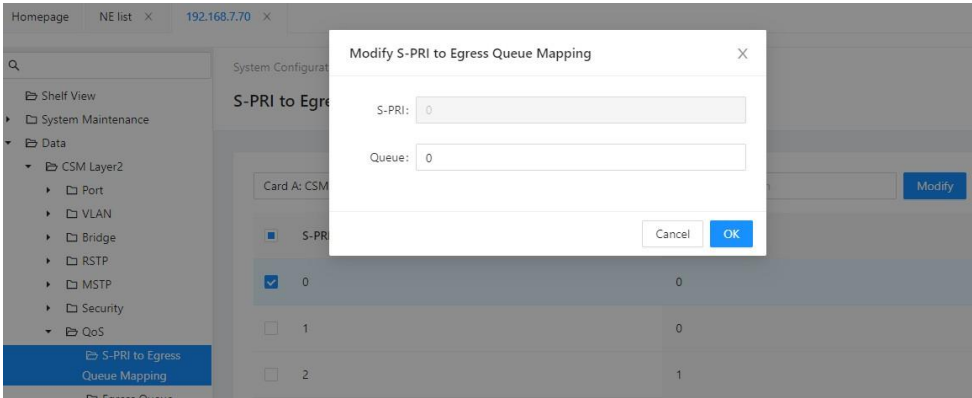 Homepage
NE list
192.168.7.70
Modify S-PRI to Egress Queue Mapping
System Configurat
Shelf View
S-PRI to Egre
S-PRI:
0
System Maintenance
Data
Queue:
0
CSM Layer2
Port
Card A: CSM
Modify
VLAN
Cancel
OK
Bridge
S-PRI
RSTP
MSTP
0
0
Security
QoS
1
0
S-PRI to Egress
Queue Mapping
2
1
Egress Queue